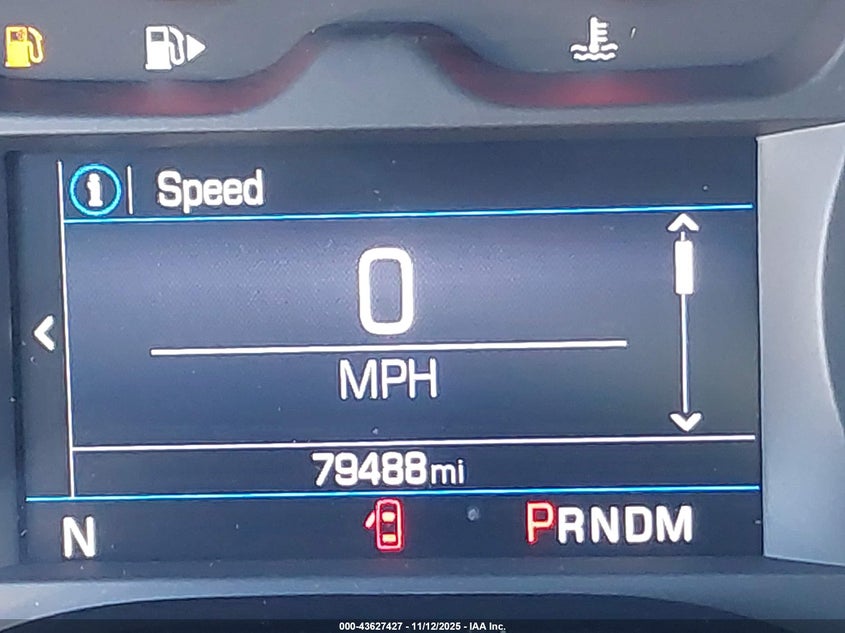 Speed
0
MPH
79488mi
N
PRNDM
000-43627427 - 11/12/2025 - IAA Inc.